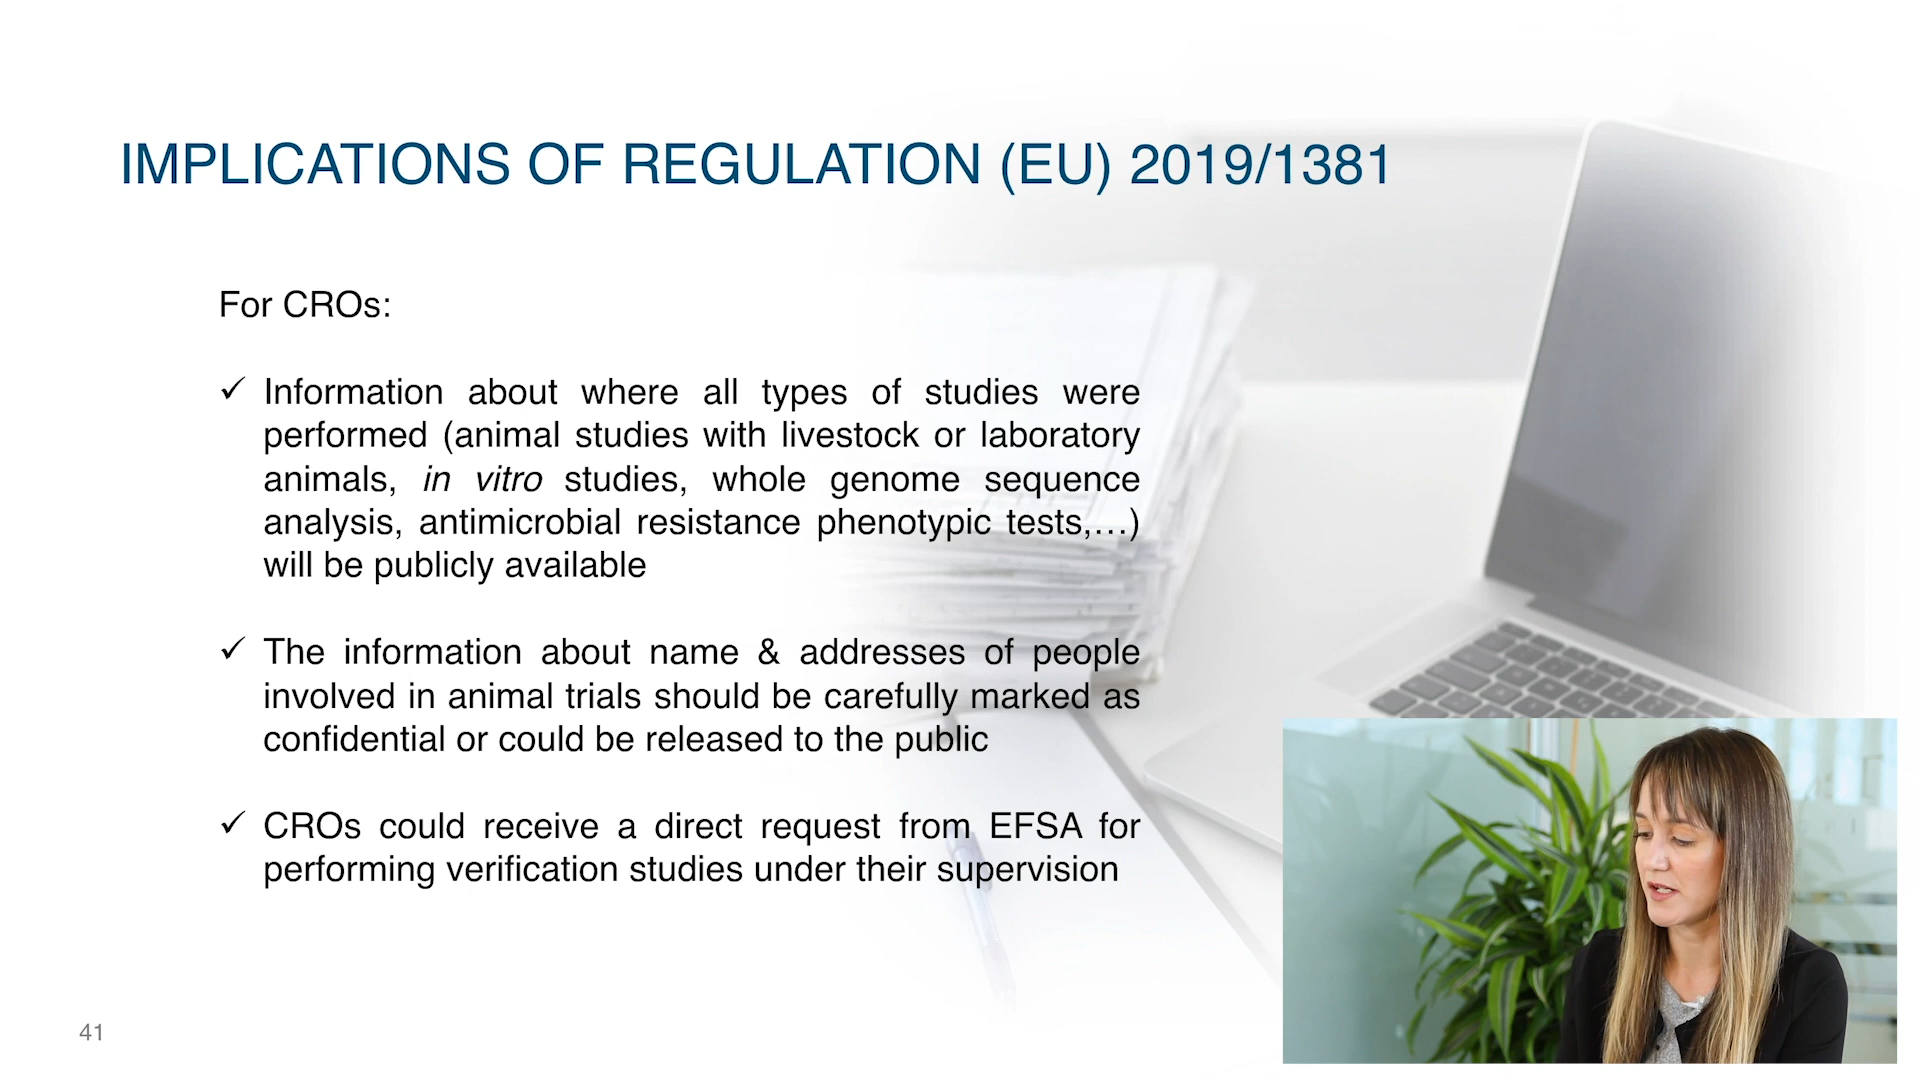 IMPLICATIONS OF REGULATION (EU) 2019/1381
For CROs:
✓ Information about where all types of studies were
performed (animal studies with livestock or laboratory
animals, in vitro studies, whole genome sequence
analysis, antimicrobial resistance phenotypic tests,…)
will be publicly available
✓ The information about name & addresses of people
involved in animal trials should be carefully marked as
confidential or could be released to the public
✓ CROs could receive a direct request from EFSA for
performing verification studies under their supervision
41